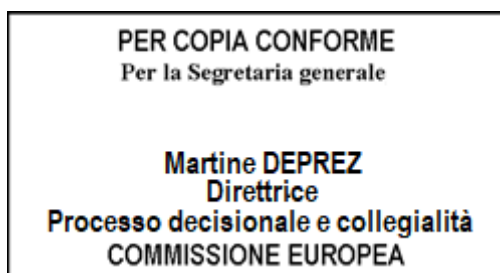 PER COPIA CONFORME
Per la Segretaria generale
Martine DEPREZ
Direttrice
Processo decisionale e collegialità
COMMISSIONE EUROPEA